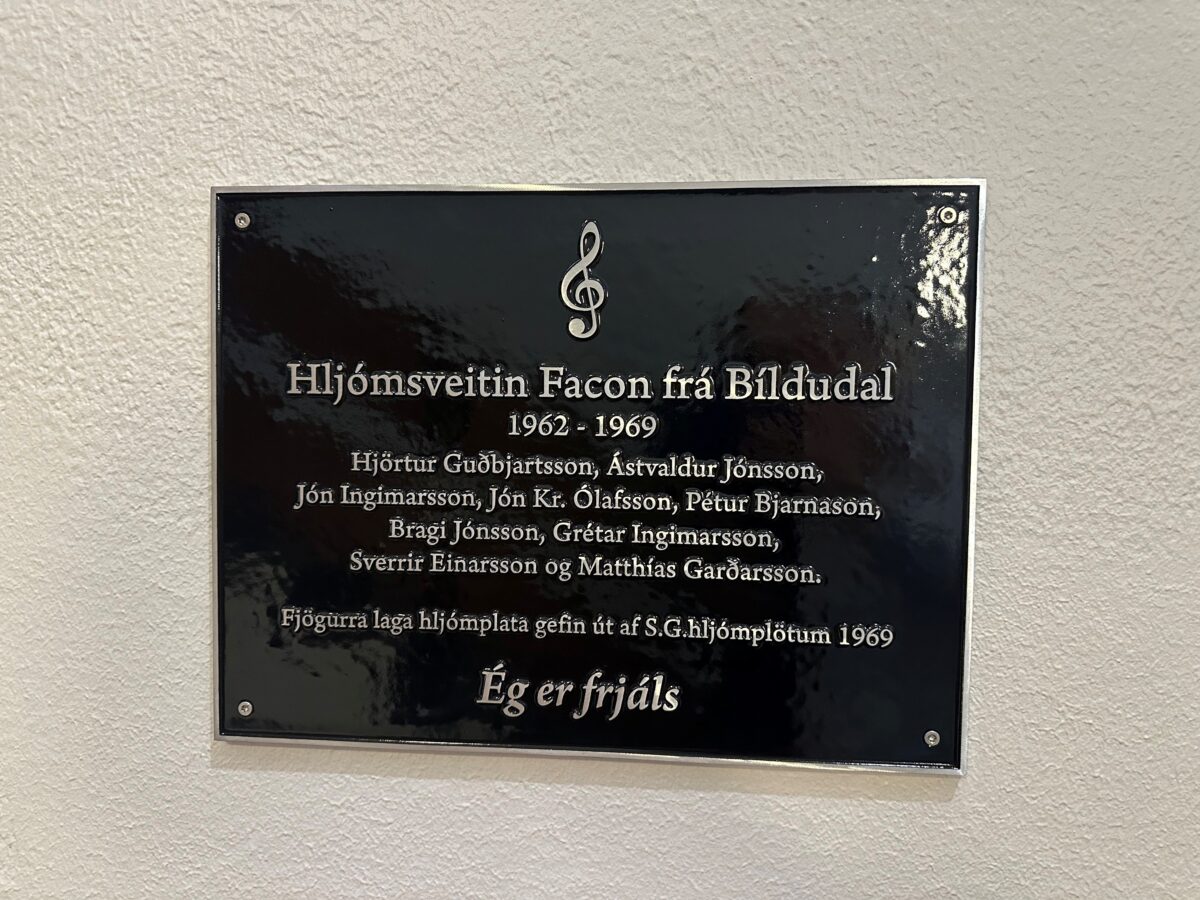 Hljómsveitin Facon frá Bíldudal
1962 - 1969
Hjörtur Guðbjartsson, Ástvaldur Jónsson,
Jón Ingimarsson, Jón Kr. Ólafsson, Pétur Bjarnason,
Bragi Jónsson, Grétar Ingimarsson,
Sverrir Einarsson og Matthías Garðarsson.
Fjögurra laga hljómplata gefin út af S.G.hljómplötum 1969
Ég er frjáls